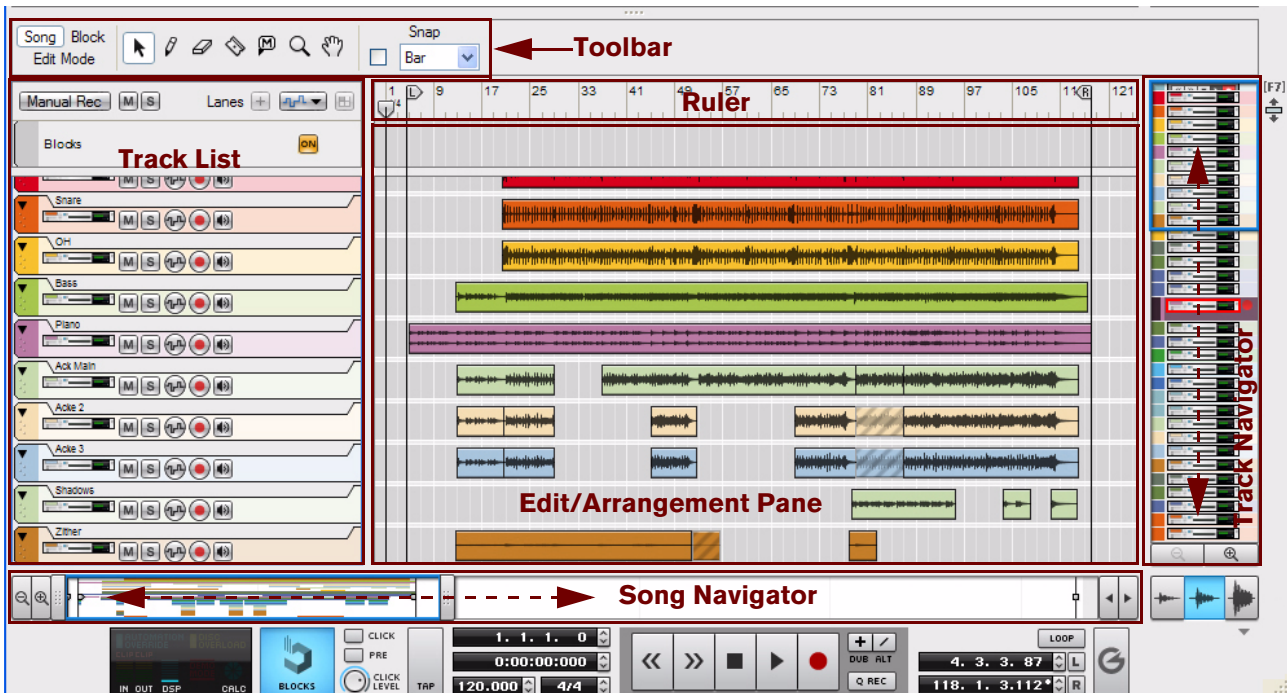 Song Block
Edit Mode
M
Snap
Bar
Toolbar
[F7]
Manual Rec M S Lanes +
1 L 9 17 25 33 41 49 57 65 73 81 89 97 105 R 121
4
Ruler
Blocks ON
Track List
M S
Snare
M S
OH
M S
Bass
M S
Piano
M S
Ack Main
M S
Acke 2
M S
Acke 3
M S
Shadows
M S
Zither
M S
Edit/Arrangement Pane
Track Navigator
Song Navigator
AUTOMATION OVERRIDE
IN OUT DSP CALC
BLOCKS
CLICK
PRE
CLICK LEVEL
TAP
1. 1. 1. 0
0:00:00:000
120.000 4/4
+ /
DUB ALT
Q REC
LOOP
4. 3. 3. 87 L
118. 1. 3.112* R